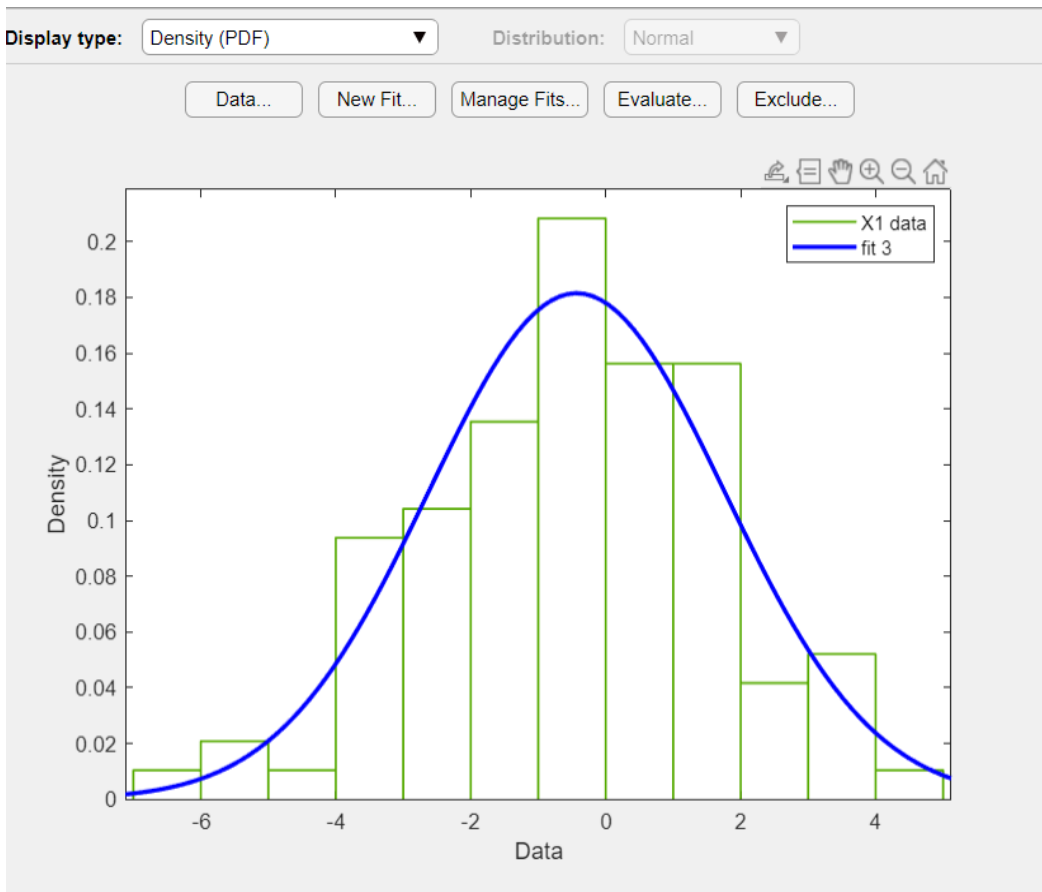 Display type: Density (PDF) Distribution: Normal
Data... New Fit... Manage Fits... Evaluate... Exclude...
X1 data
fit 3
0.2
0.18
0.16
0.14
0.12
0.1
0.08
0.06
0.04
0.02
0
Density
-6 -4 -2 0 2 4
Data